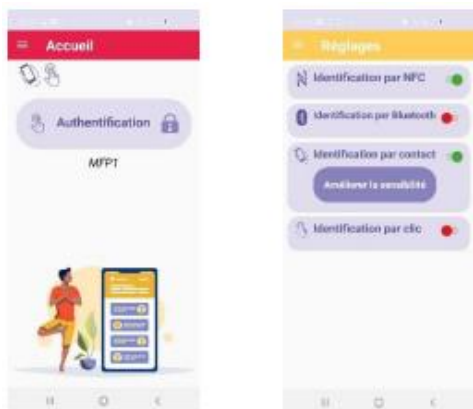 Accueil
Authentification
MFP1
Réglages
Identification par NFC
Identification par Bluetooth
Identification par contact
Améliorer la sensibilité
Identification par clic